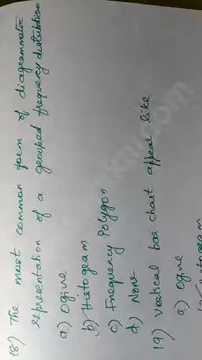 (8) The most common form of diagrammatic
representation of a grouped frequency distribution
a) Ogive
b) Histogram
c) Frequency Polygon
d) None
19) Vertical bar chart appear like
a) Ogive